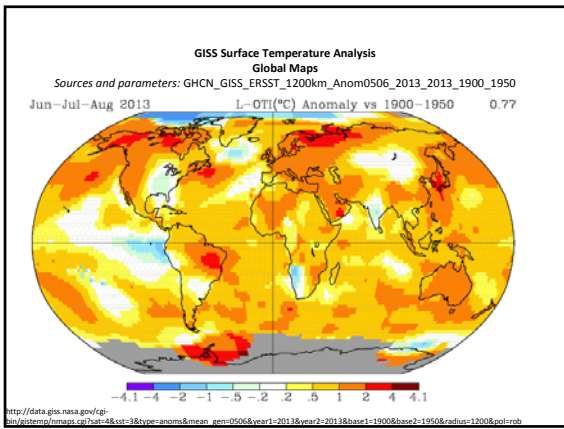 GISS Surface Temperature Analysis
Global Maps
Sources and parameters: GHCN_GISS_ERSST_1200km_Anom0506_2013_2013_1900_1950
Jun-Jul-Aug 2013 L-OTI(°C) Anomaly vs 1900-1950 0.77
-4.1 -4 -2 -1 -.5 -.2 .2 .5 1 2 4 4.1
http://data.giss.nasa.gov/cgi-
bin/gistemp/nmaps.cgi?sat=4&sst=3&type=anoms&mean_gen=0506&year1=2013&year2=2013&base1=1900&base2=1950&radius=1200&pol=rob